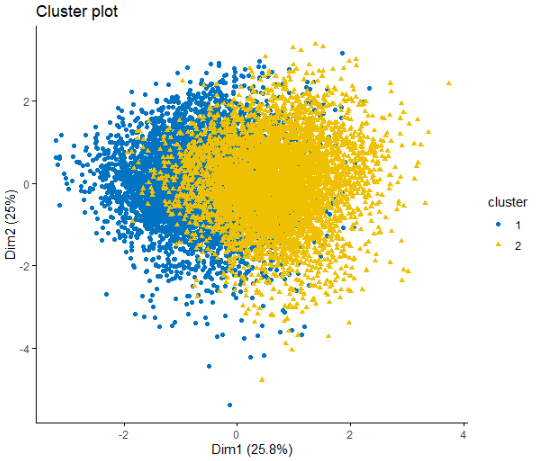 Cluster plot
2
0
-2
-4
Dim2 (25%)
-2
0
2
4
Dim1 (25.8%)
cluster
1
2